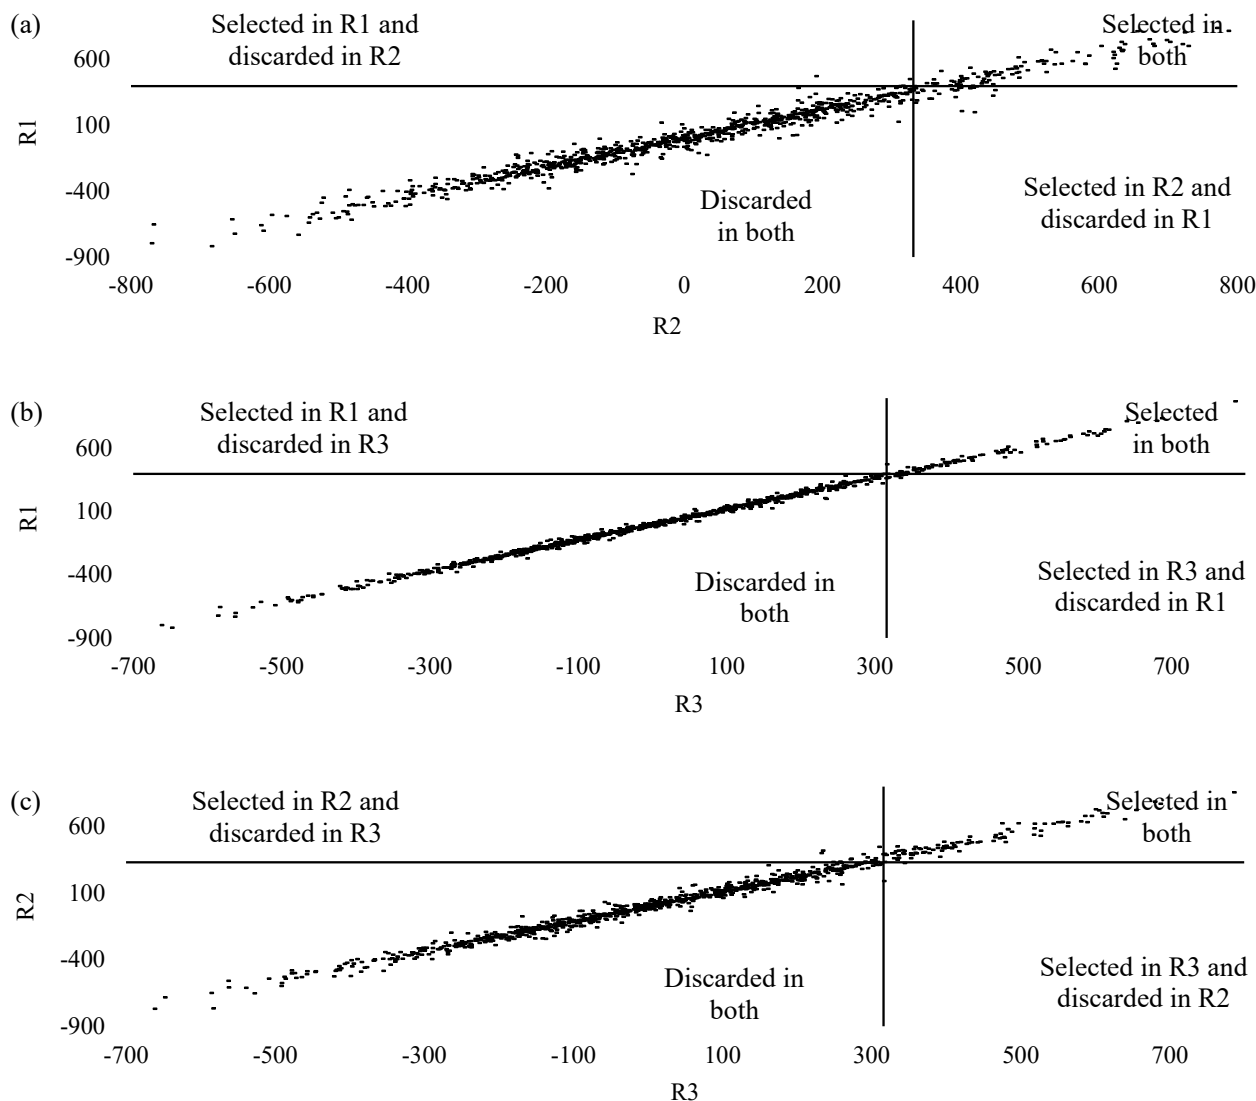 (a)
Selected in R1 and
discarded in R2
Selected in
both
600
100
-400
-900
R1
Discarded
in both
Selected in R2 and
discarded in R1
-800 -600 -400 -200 0 200 400 600 800
R2
(b)
Selected in R1 and
discarded in R3
Selected
in both
600
100
-400
-900
R1
Discarded in
both
Selected in R3 and
discarded in R1
-700 -500 -300 -100 100 300 500 700
R3
(c)
Selected in R2 and
discarded in R3
Selected in
both
600
100
-400
-900
R2
Discarded in
both
Selected in R3 and
discarded in R2
-700 -500 -300 -100 100 300 500 700
R3